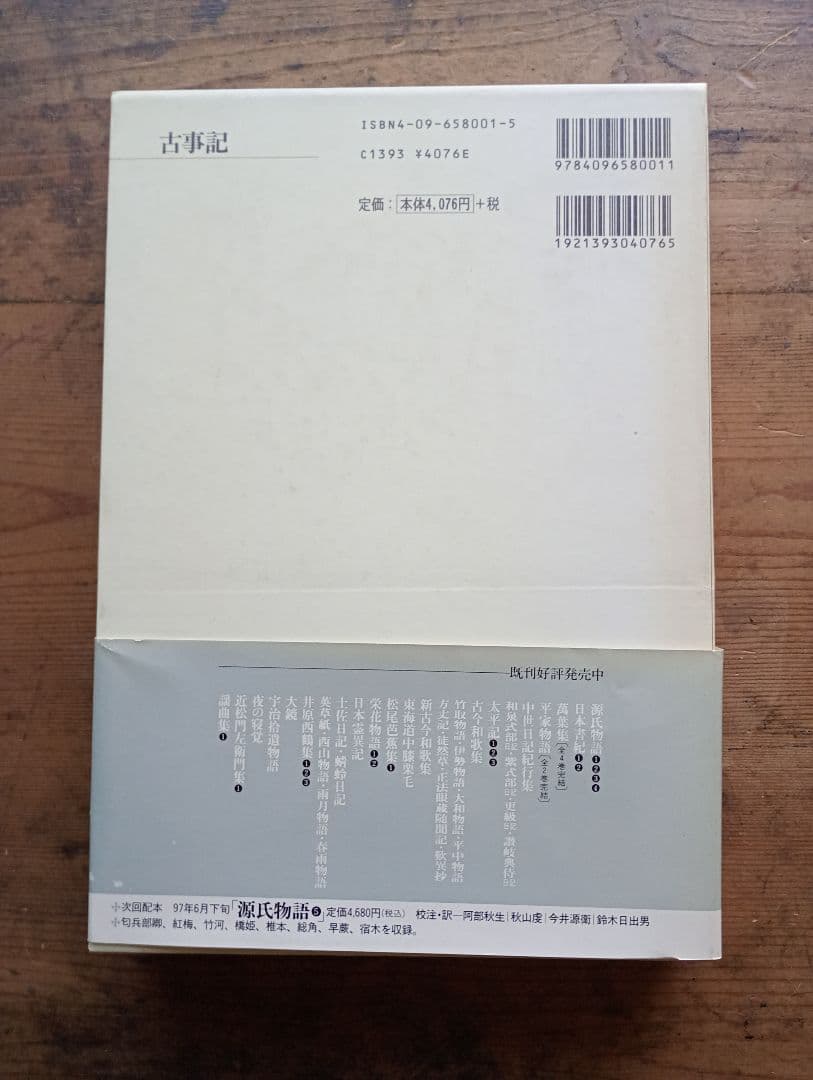 古事記
ISBN4-09-658001-5
C1393 ¥4076E
定価：本体4,076円＋税
9784096580011
1921393040765
既刊好評発売中
源氏物語❶❷❸❹
日本書紀❶❷
萬葉集〔全4巻完結〕
平家物語〔全2巻完結〕
中世日記紀行集
和泉式部日記・紫式部日記・更級日記・讃岐典侍日記
太平記❶❷❸
古今和歌集
竹取物語・伊勢物語・大和物語・平中物語
方丈記・徒然草・正法眼蔵随聞記・歎異抄
新古今和歌集
東海道中膝栗毛
松尾芭蕉集❶
栄花物語❶❷
日本霊異記
土佐日記・蜻蛉日記
英草紙・西山物語・雨月物語・春雨物語
井原西鶴集❶❷❸
大鏡
宇治拾遺物語
夜の寝覚
近松門左衛門集❶
謡曲集❶
✢次回配本 97年6月下旬「源氏物語❺」定価4,680円(税込) 校注・訳―阿部秋生|秋山虔|今井源衛|鈴木日出男
✢匂兵部卿、紅梅、竹河、橋姫、椎本、総角、早蕨、宿木を収録。